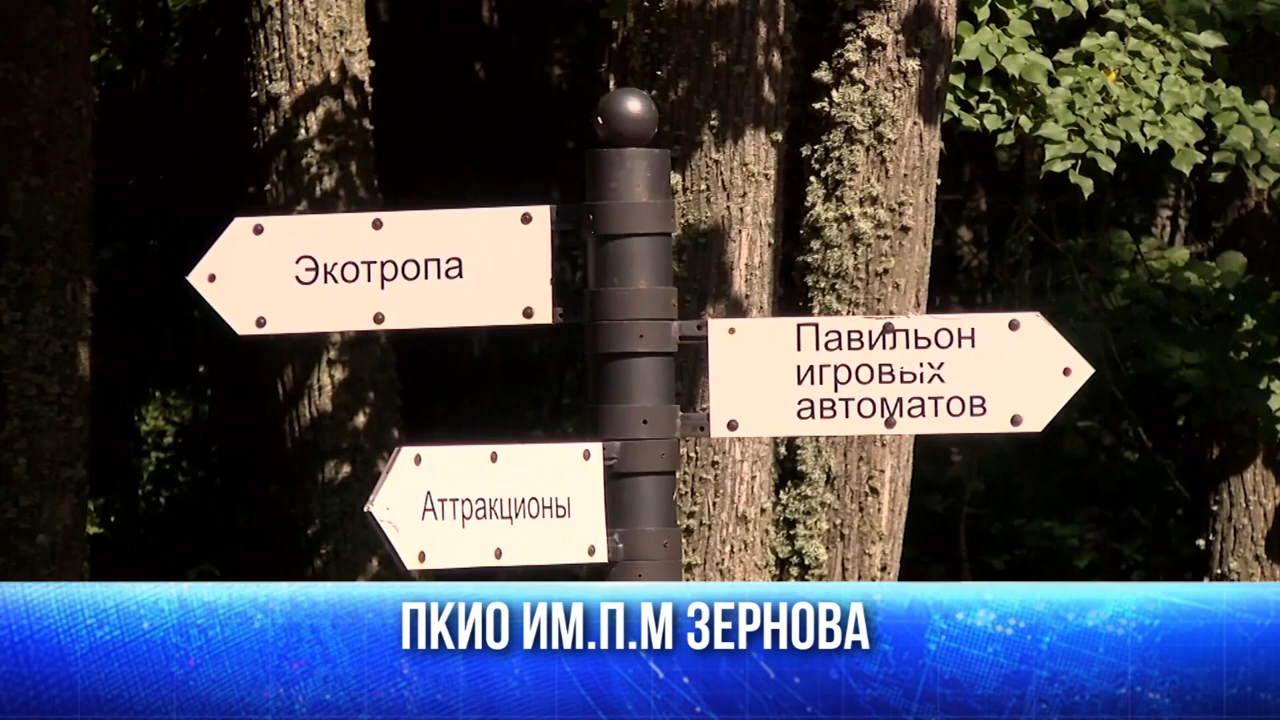 Экотропа
Павильон
игровых
автоматов
Аттракционы
ПКИО ИМ.П.М ЗЕРНОВА